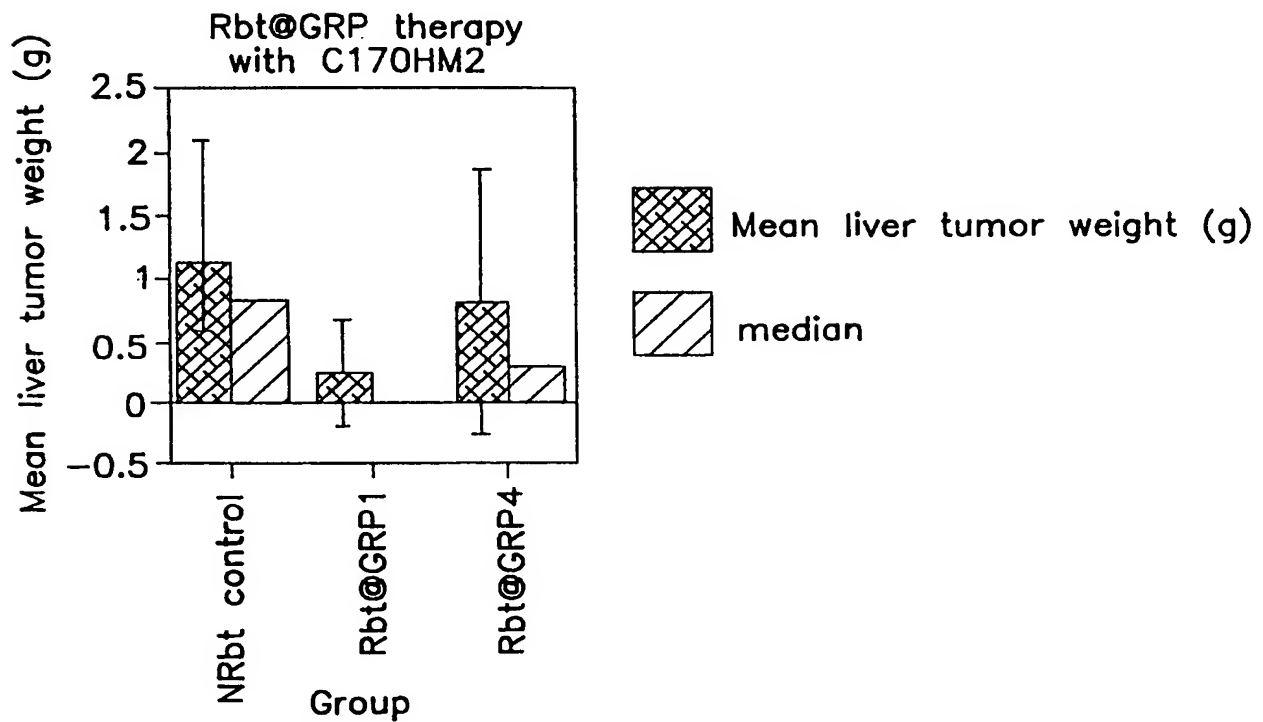 Rbt@GRP therapy
with C170HM2
Mean liver tumor weight (g)
2.5
2
1.5
1
0.5
0
−0.5
NRbt control
Rbt@GRP1
Rbt@GRP4
Group
Mean liver tumor weight (g)
median